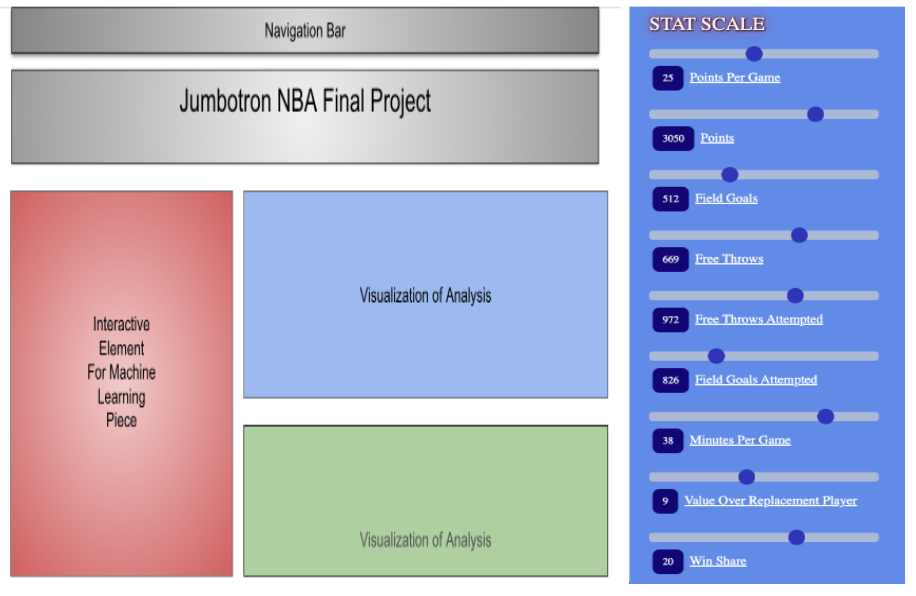 Navigation Bar
Jumbotron NBA Final Project
Interactive
Element
For Machine
Learning
Piece
Visualization of Analysis
Visualization of Analysis
STAT SCALE
25 Points Per Game
3050 Points
512 Field Goals
669 Free Throws
972 Free Throws Attempted
826 Field Goals Attempted
38 Minutes Per Game
9 Value Over Replacement Player
20 Win Share